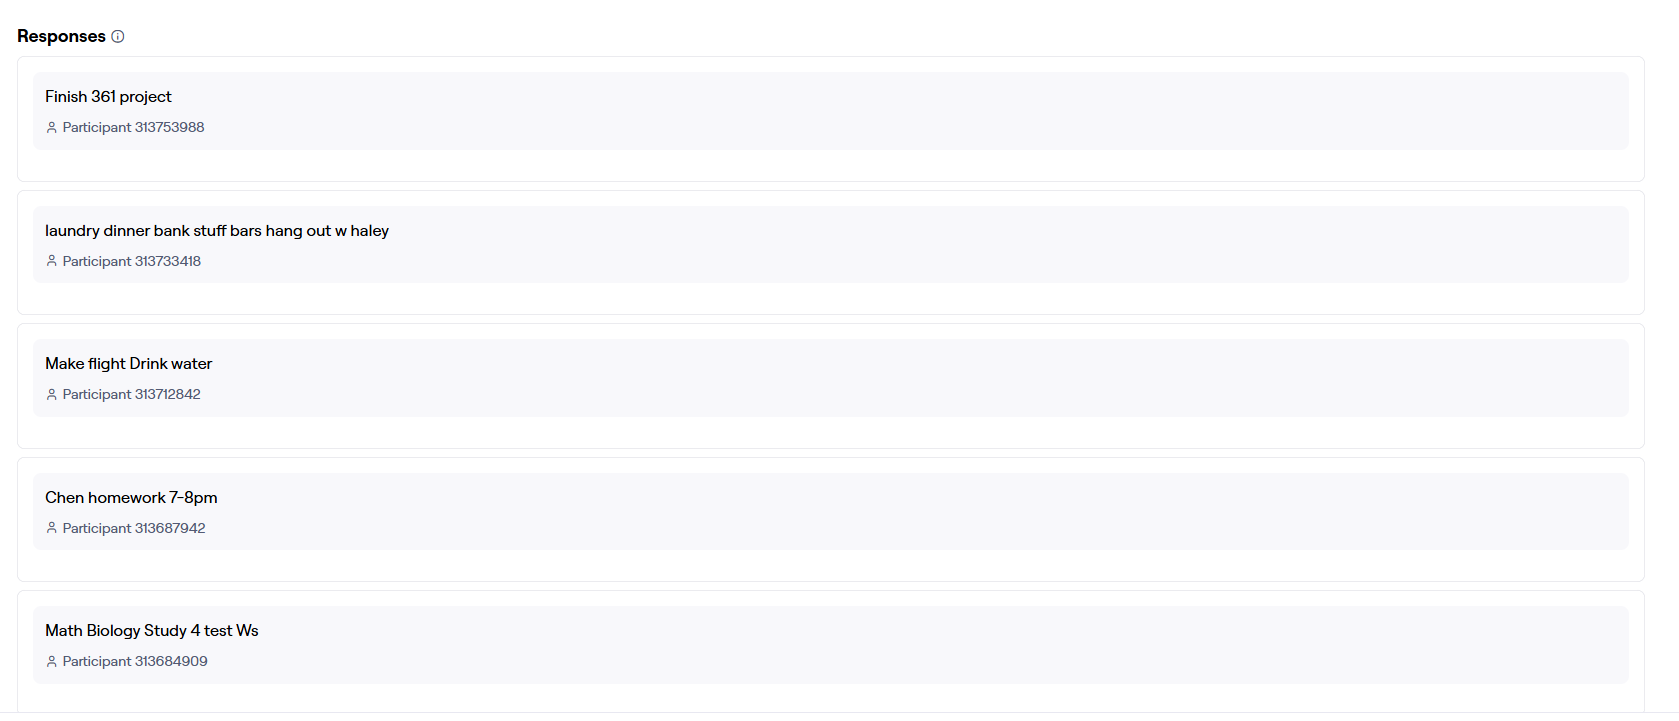 Responses
Finish 361 project
Participant 313753988
laundry dinner bank stuff bars hang out w haley
Participant 313733418
Make flight Drink water
Participant 313712842
Chen homework 7-8pm
Participant 313687942
Math Biology Study 4 test Ws
Participant 313684909